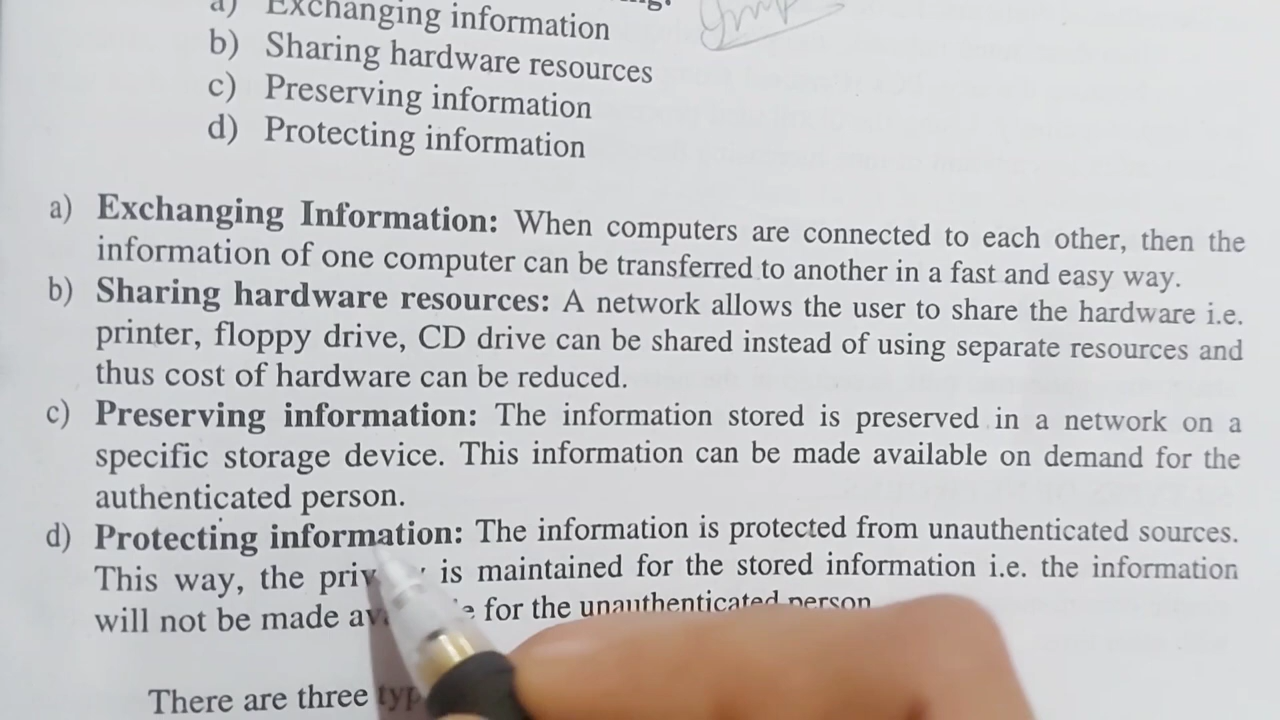 a) Exchanging information
b) Sharing hardware resources
c) Preserving information
d) Protecting information
a) Exchanging Information: When computers are connected to each other, then the
information of one computer can be transferred to another in a fast and easy way.
b) Sharing hardware resources: A network allows the user to share the hardware i.e.
printer, floppy drive, CD drive can be shared instead of using separate resources and
thus cost of hardware can be reduced.
c) Preserving information: The information stored is preserved in a network on a
specific storage device. This information can be made available on demand for the
authenticated person.
d) Protecting information: The information is protected from unauthenticated sources.
This way, the is maintained for the stored information i.e. the information
will not be made for the unauthenticated person
There are three